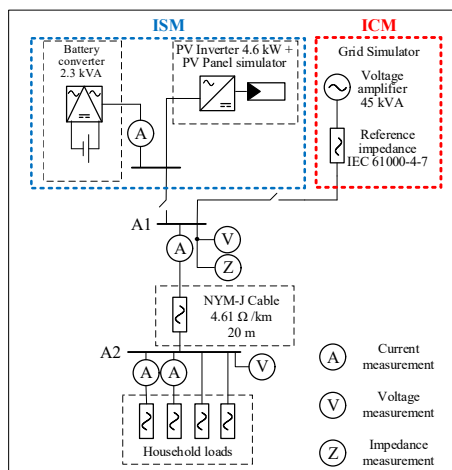 ISM
ICM
Battery
converter
2.3 kVA
PV Inverter 4.6 kW +
PV Panel simulator
Grid Simulator
Voltage
amplifier
45 kVA
Reference
impedance
IEC 61000-4-7
A
A1
A
V
Z
NYM-J Cable
4.61 Ω /km
20 m
A2
A
A
V
Household loads
A
Current
measurement
V
Voltage
measurement
Z
Impedance
measurement